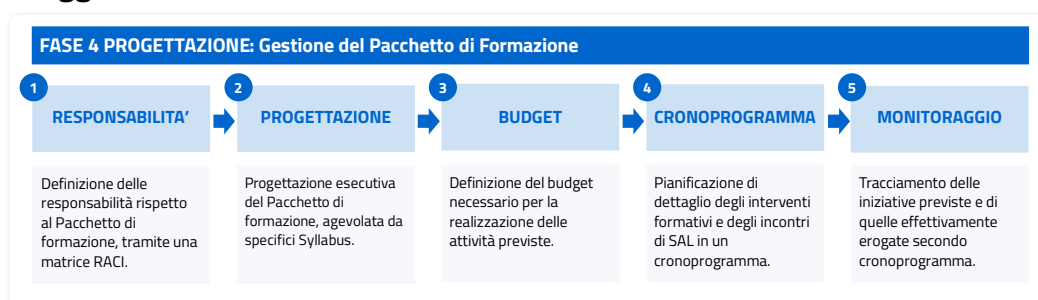 FASE 4 PROGETTAZIONE: Gestione del Pacchetto di Formazione
1
RESPONSABILITA’
Definizione delle
responsabilità rispetto
al Pacchetto di
formazione, tramite una
matrice RACI.
2
PROGETTAZIONE
Progettazione esecutiva
del Pacchetto di
formazione, agevolata da
specifici Syllabus.
3
BUDGET
Definizione del budget
necessario per la
realizzazione delle
attività previste.
4
CRONOPROGRAMMA
Pianificazione di
dettaglio degli interventi
formativi e degli incontri
di SAL in un
cronoprogramma.
5
MONITORAGGIO
Tracciamento delle
iniziative previste e di
quelle effettivamente
erogate secondo
cronoprogramma.